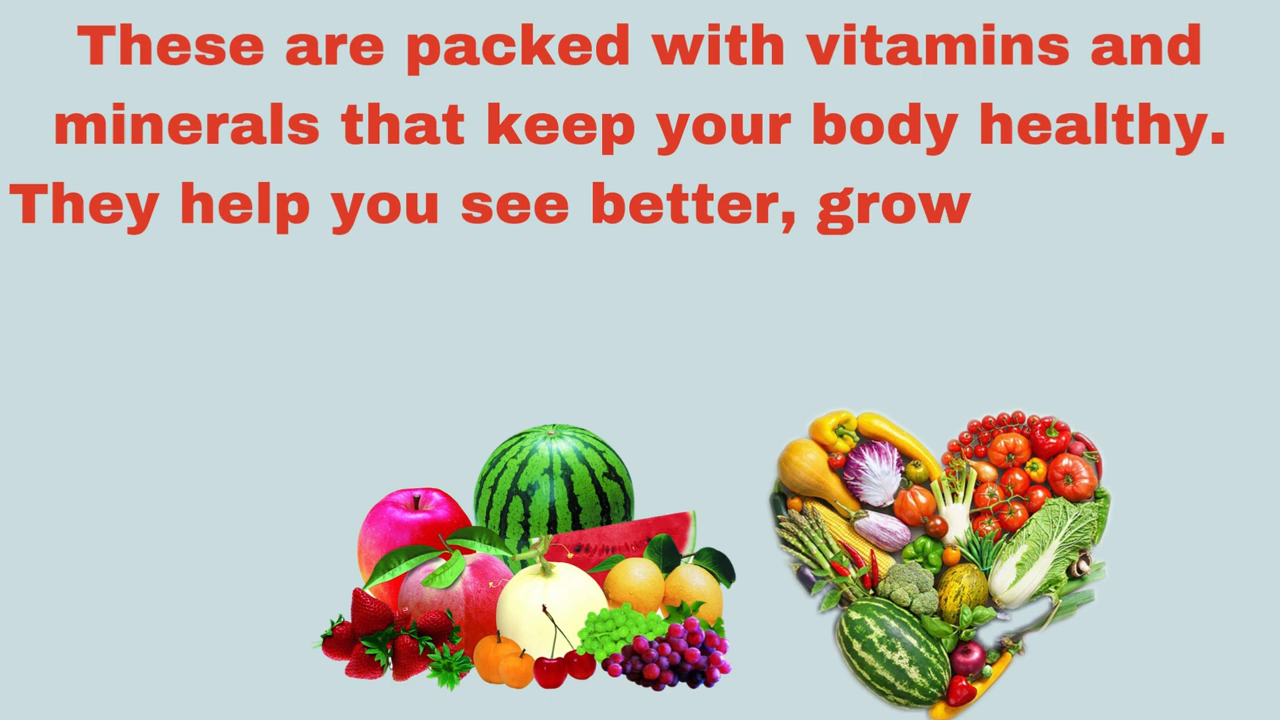 These are packed with vitamins and
minerals that keep your body healthy.
They help you see better, grow